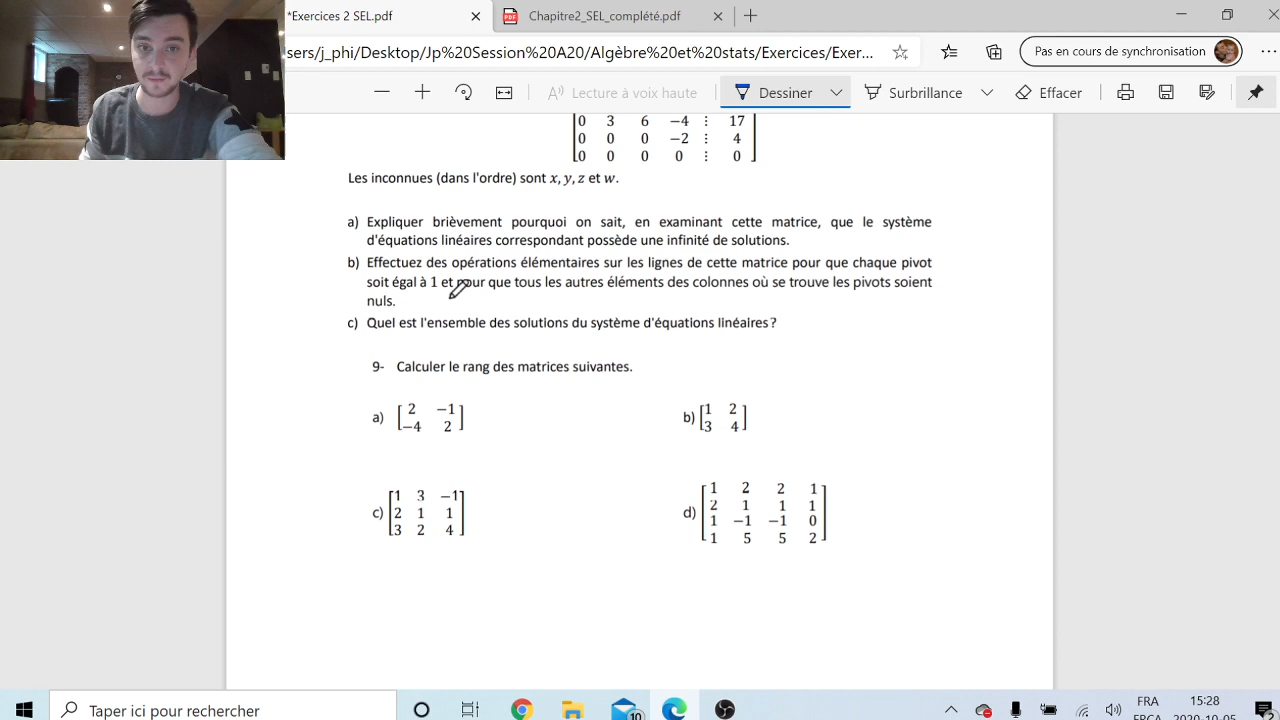 *Exercices 2 SEL.pdf
Chapitre2_SEL_complété.pdf
sers/j_phi/Desktop/Jp%20Session%20A20/Algèbre%20et%20stats/Exercices/Exer...
Pas en cours de synchronisation
Lecture à voix haute
Dessiner
Surbrillance
Effacer
0 3 6 −4 ⋮ 17
0 0 0 −2 ⋮ 4
0 0 0 0 ⋮ 0
Les inconnues (dans l'ordre) sont x, y, z et w.
a) Expliquer brièvement pourquoi on sait, en examinant cette matrice, que le système
d'équations linéaires correspondant possède une infinité de solutions.
b) Effectuez des opérations élémentaires sur les lignes de cette matrice pour que chaque pivot
soit égal à 1 et pour que tous les autres éléments des colonnes où se trouve les pivots soient
nuls.
c) Quel est l'ensemble des solutions du système d'équations linéaires?
9- Calculer le rang des matrices suivantes.
a) [2 −1
−4 2]
b) [1 2
3 4]
c) [1 3 −1
2 1 1
3 2 4]
d) [1 2 2 1
2 1 1 1
1 −1 −1 0
1 5 5 2]
Taper ici pour rechercher
10
FRA
15:28
2020-10-05